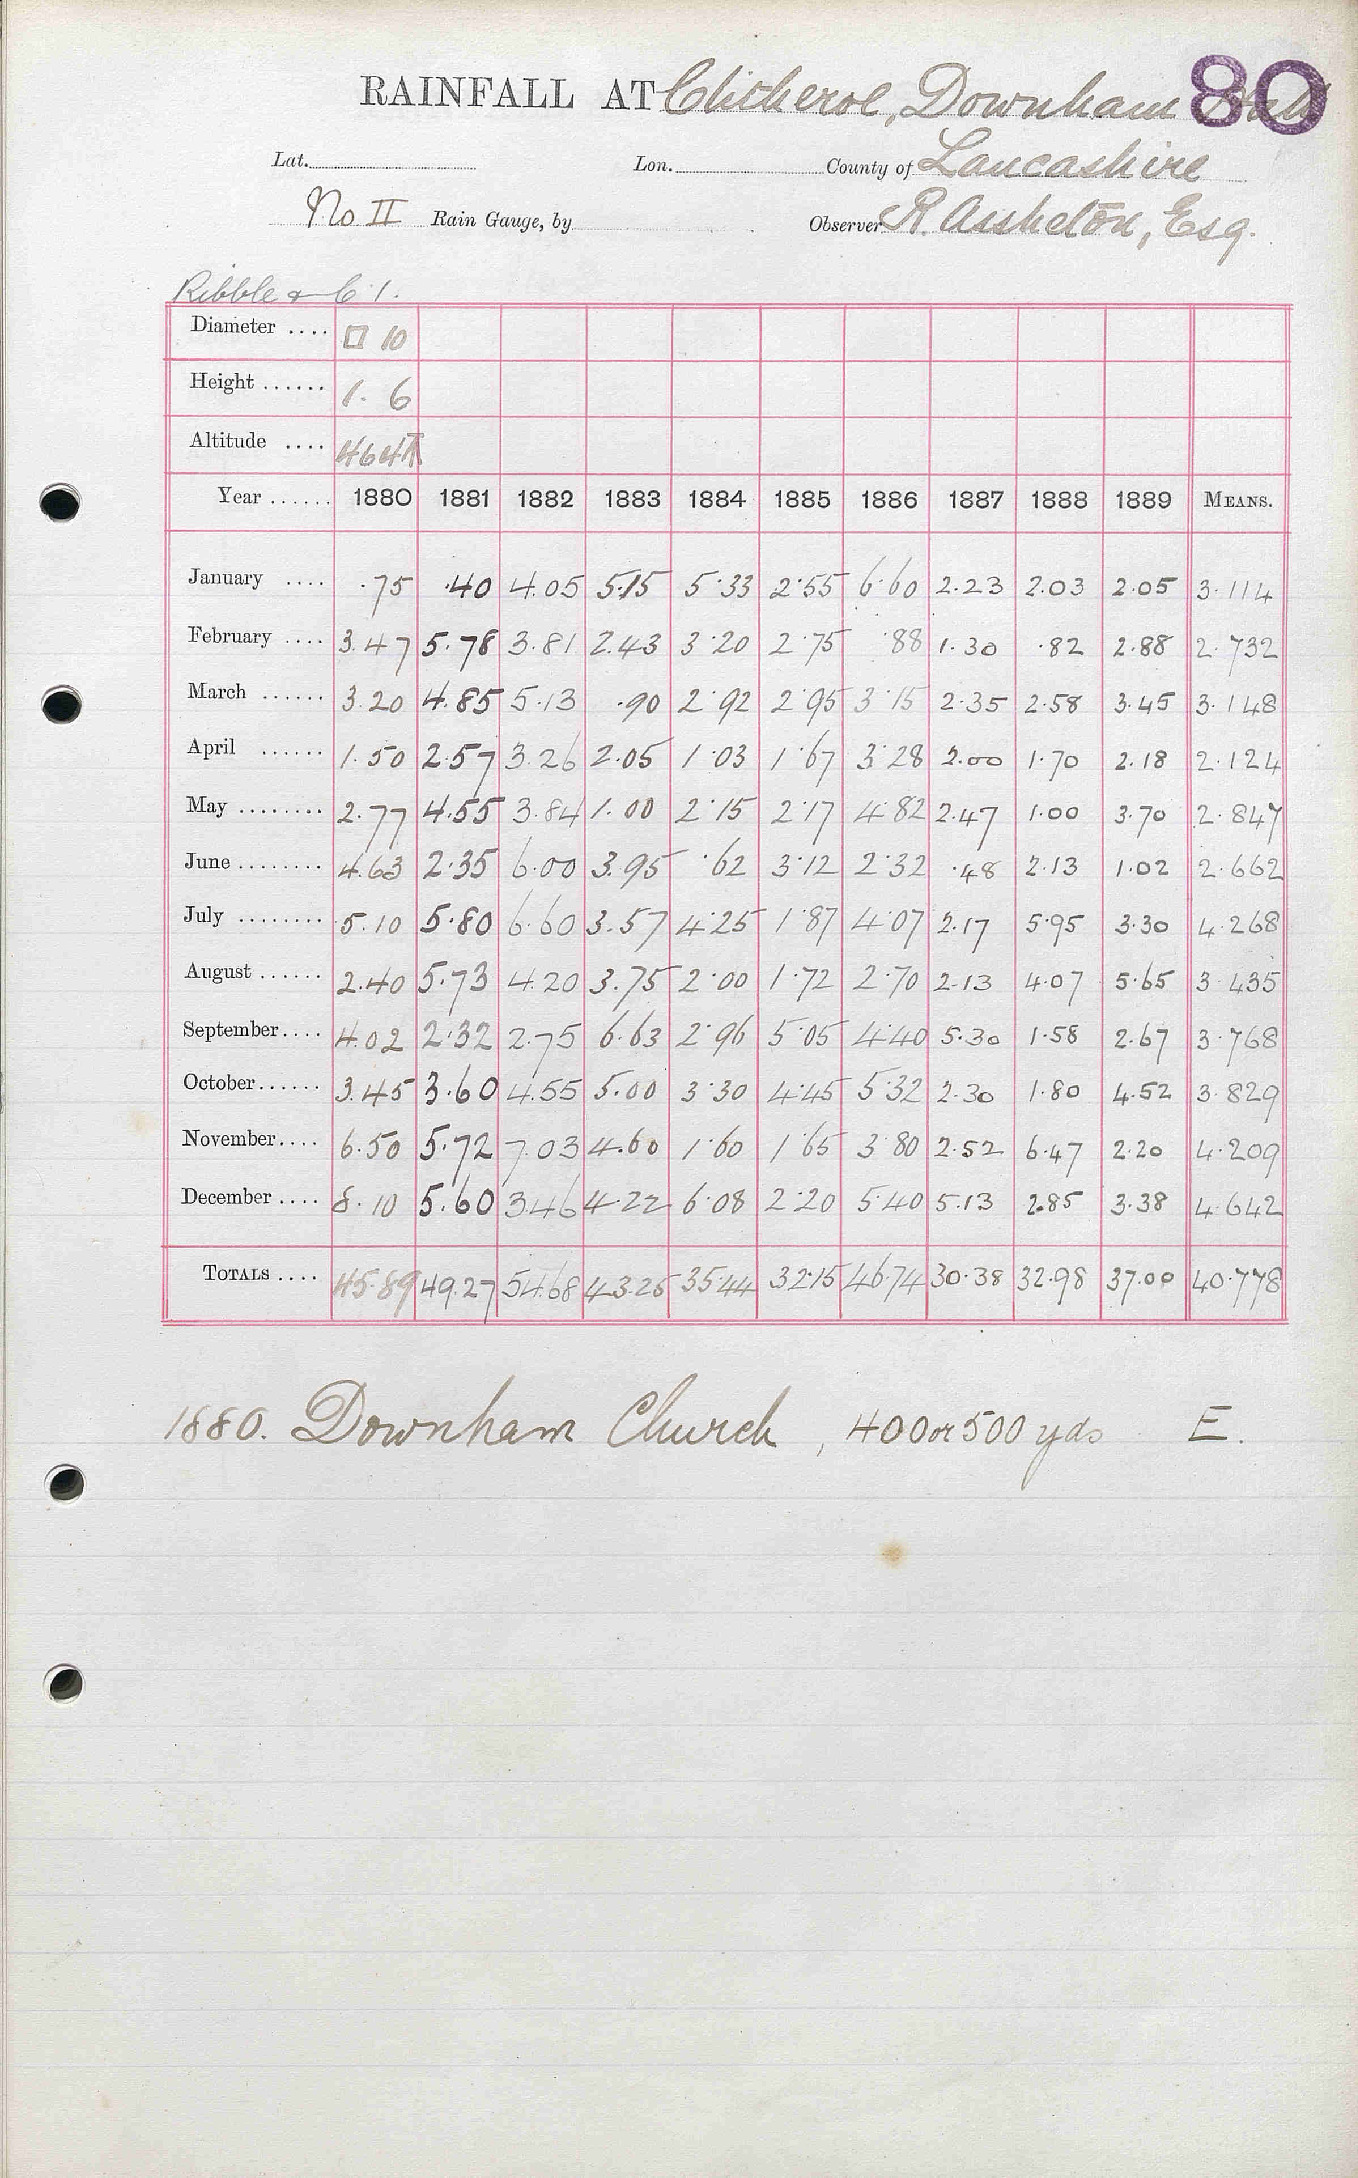 80
RAINFALL AT Clitheroe, Downham Hall
Lat. Lon. County of Lancashire
No II Rain Gauge, by Observer R. Assheton, Esq.
Ribble &
Diameter .... □ 10
Height ...... 1. 6
Altitude .... 464
Year ...... 1880 1881 1882 1883 1884 1885 1886 1887 1888 1889 MEANS.
January .... .75 .40 4.05 5.15 5.33 2.55 6.60 2.23 2.03 2.05 3.114
February .... 3.47 5.78 3.81 2.43 3.20 2.75 .88 1.30 .82 2.88 2.732
March ...... 3.20 4.85 5.13 .90 2.92 2.95 3.15 2.35 2.58 3.45 3.148
April ...... 1.50 2.57 3.26 2.05 1.03 1.67 3.28 2.00 1.70 2.18 2.124
May ........ 2.77 4.55 3.84 1.00 2.15 2.17 4.82 2.47 1.00 3.70 2.847
June ........ 4.63 2.35 6.00 3.95 .62 3.12 2.32 .48 2.13 1.02 2.662
July ........ 5.10 5.80 6.60 3.57 4.25 1.87 4.07 2.17 5.95 3.30 4.268
August ...... 2.40 5.73 4.20 3.75 2.00 1.72 2.70 2.13 4.07 5.65 3.435
September.... 4.02 2.32 2.75 6.63 2.96 5.05 4.40 5.30 1.58 2.67 3.768
October...... 3.45 3.60 4.55 5.00 3.30 4.45 5.32 2.30 1.80 4.52 3.829
November.... 6.50 5.72 7.03 4.60 1.60 1.65 3.80 2.52 6.47 2.20 4.209
December .... 8.10 5.60 3.46 4.22 6.08 2.20 5.40 5.13 2.85 3.38 4.642
TOTALS .... 45.89 49.27 54.68 43.25 35.44 32.15 46.74 30.38 32.98 37.00 40.778
1880. Downham Church, 400 or 500 yds E.